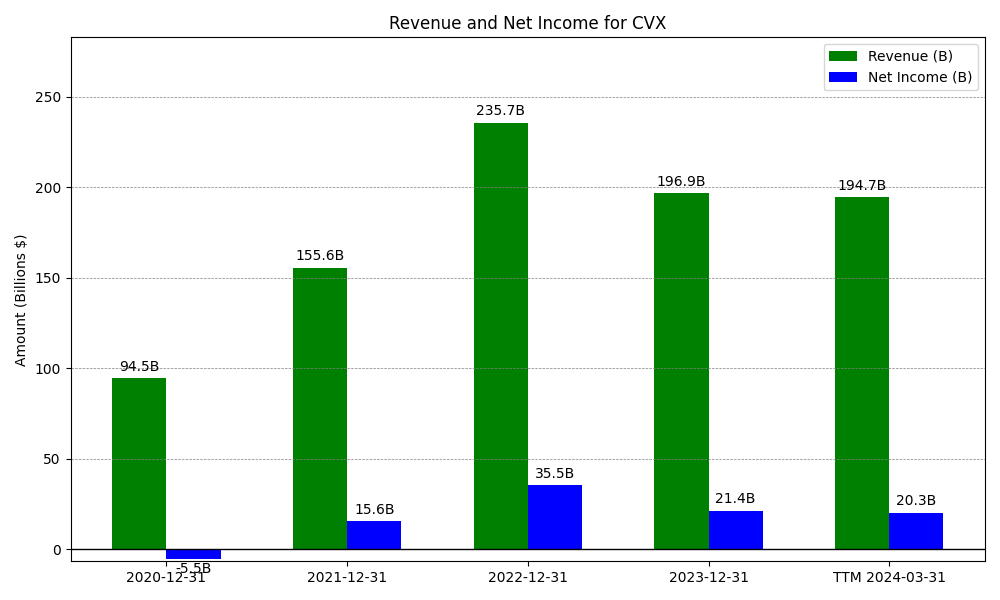 Revenue and Net Income for CVX
Revenue (B)
Net Income (B)
Amount (Billions $)
250
200
150
100
50
0
94.5B
-5.5B
155.6B
15.6B
235.7B
35.5B
196.9B
21.4B
194.7B
20.3B
2020-12-31
2021-12-31
2022-12-31
2023-12-31
TTM 2024-03-31